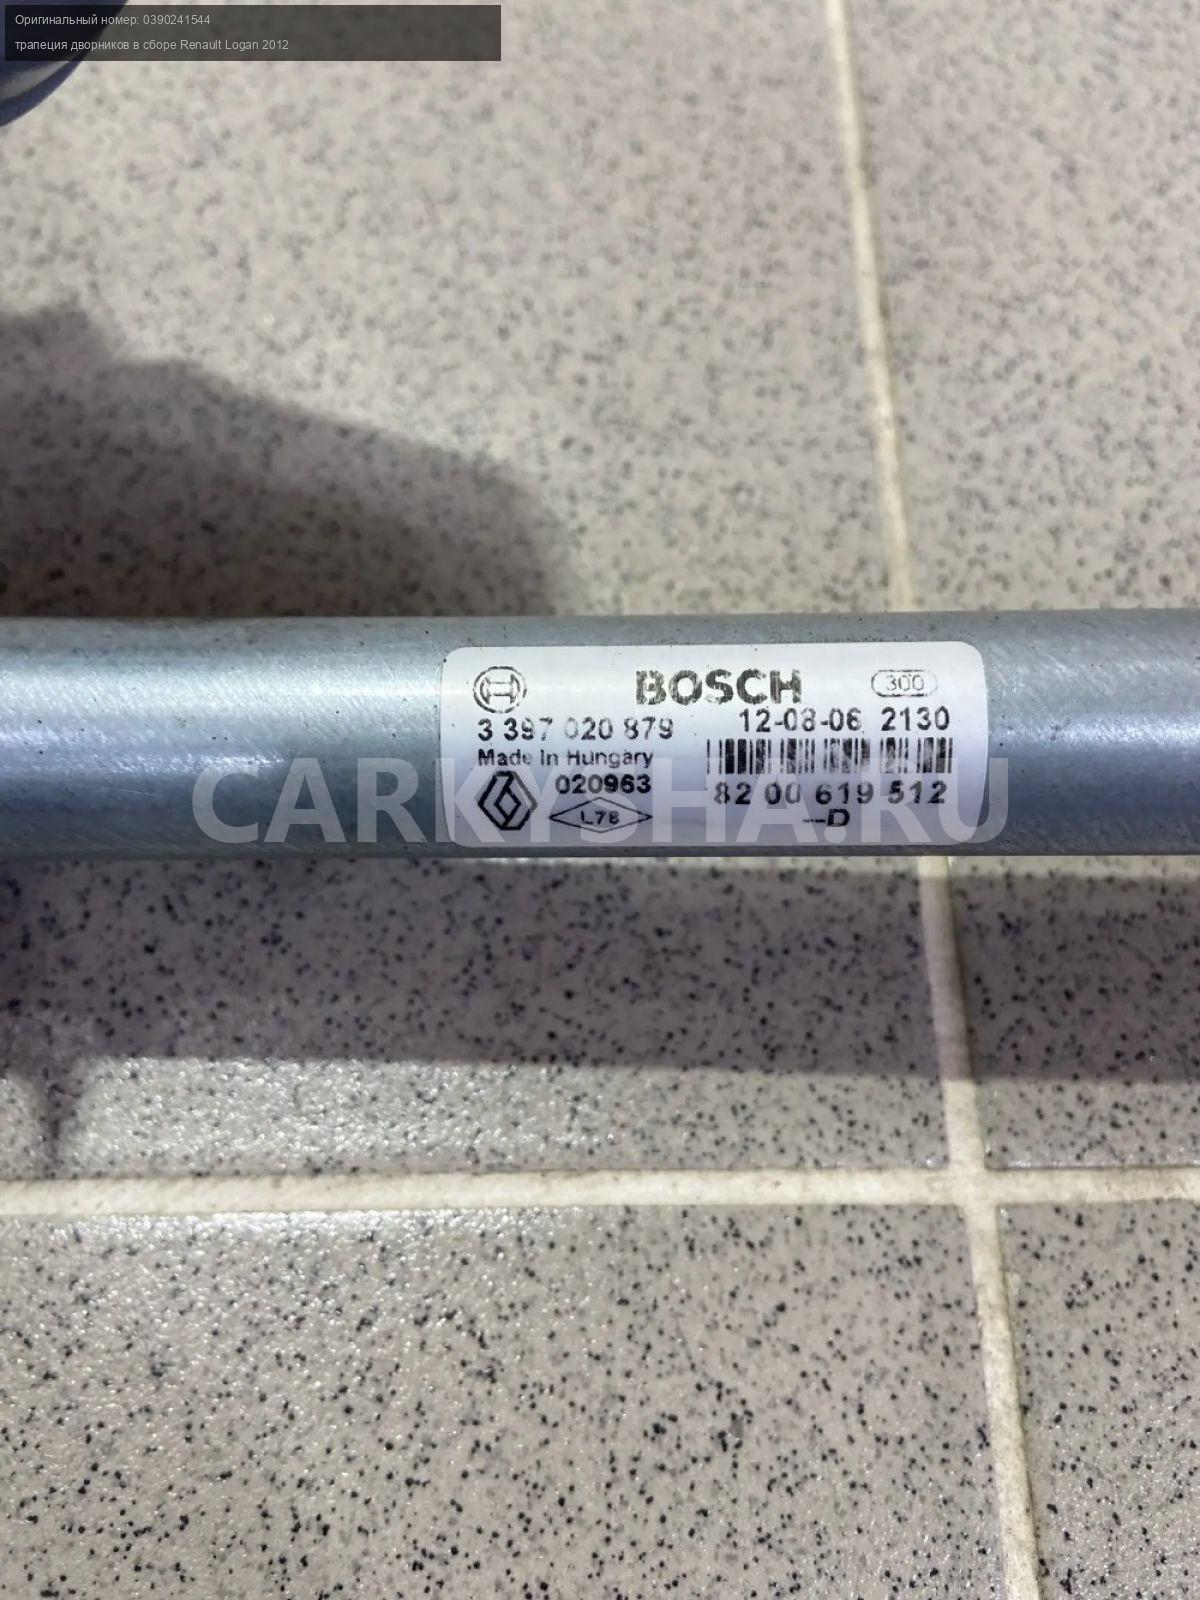 Оригинальный номер: 0390241544
трапеция дворников в сборе Renault Logan 2012
BOSCH 300
3 397 020 879 12-08-06 2130
Made in Hungary
020963 82 00 619 512
L78 --D
CARKYSHA.RU